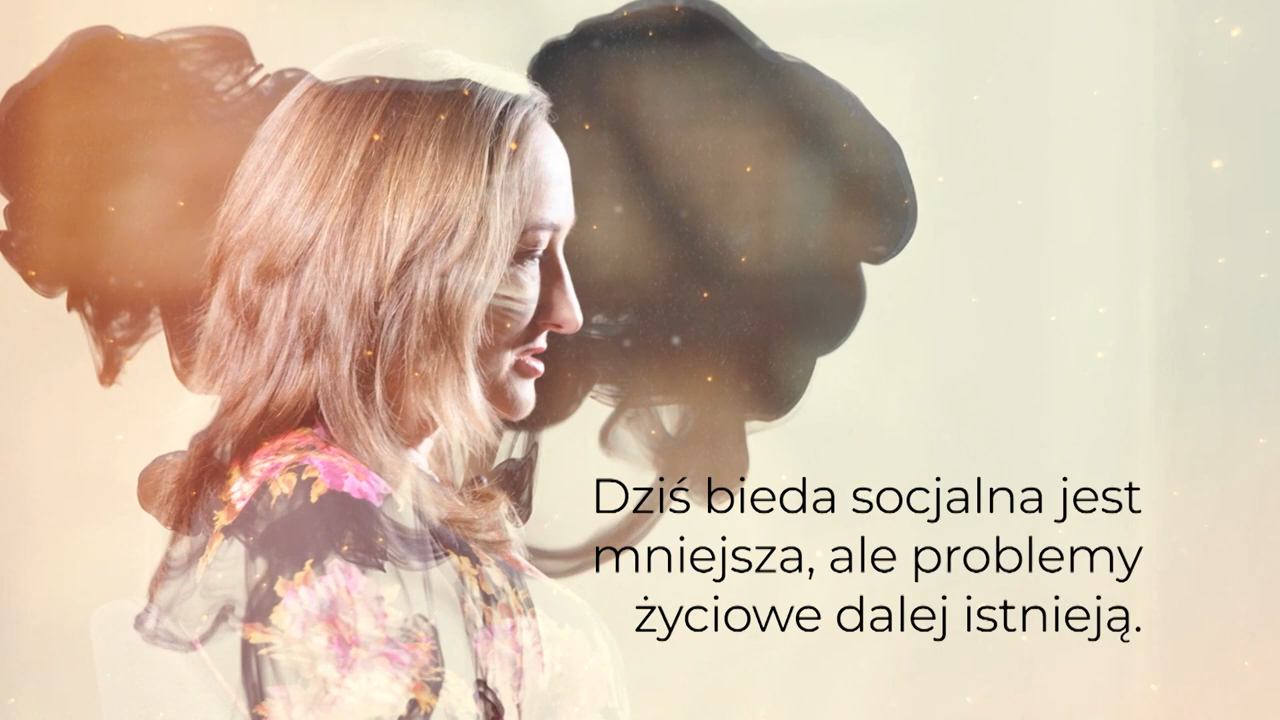 Dziś bieda socjalna jest
mniejsza, ale problemy
życiowe dalej istnieją.